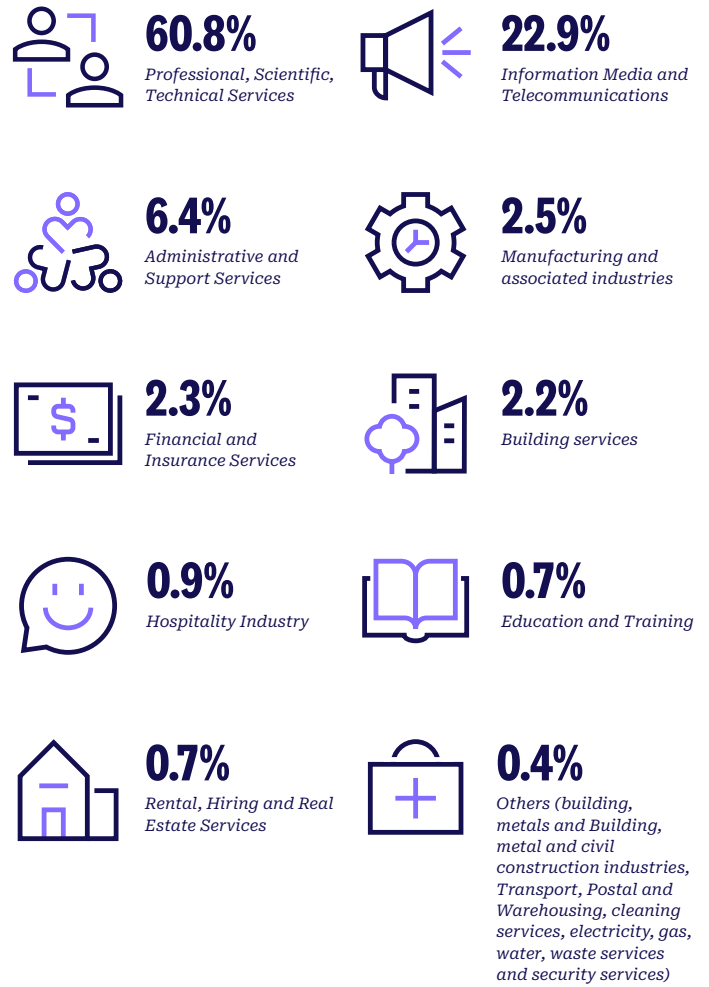 60.8%
Professional, Scientific,
Technical Services
22.9%
Information Media and
Telecommunications
6.4%
Administrative and
Support Services
2.5%
Manufacturing and
associated industries
$
2.3%
Financial and
Insurance Services
2.2%
Building services
0.9%
Hospitality Industry
0.7%
Education and Training
0.7%
Rental, Hiring and Real
Estate Services
0.4%
Others (building,
metals and Building,
metal and civil
construction industries,
Transport, Postal and
Warehousing, cleaning
services, electricity, gas,
water, waste services
and security services)